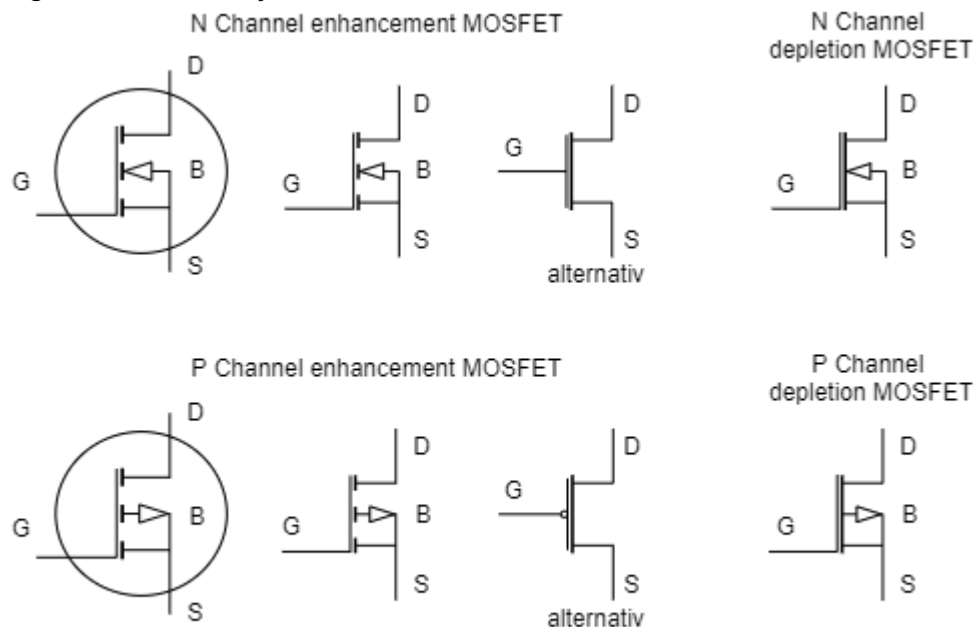 N Channel enhancement MOSFET
N Channel
depletion MOSFET
D
G
B
S
D
G
B
S
D
G
S
alternativ
D
G
B
S
P Channel enhancement MOSFET
P Channel
depletion MOSFET
D
G
B
S
D
G
B
S
D
G
S
alternativ
D
G
B
S